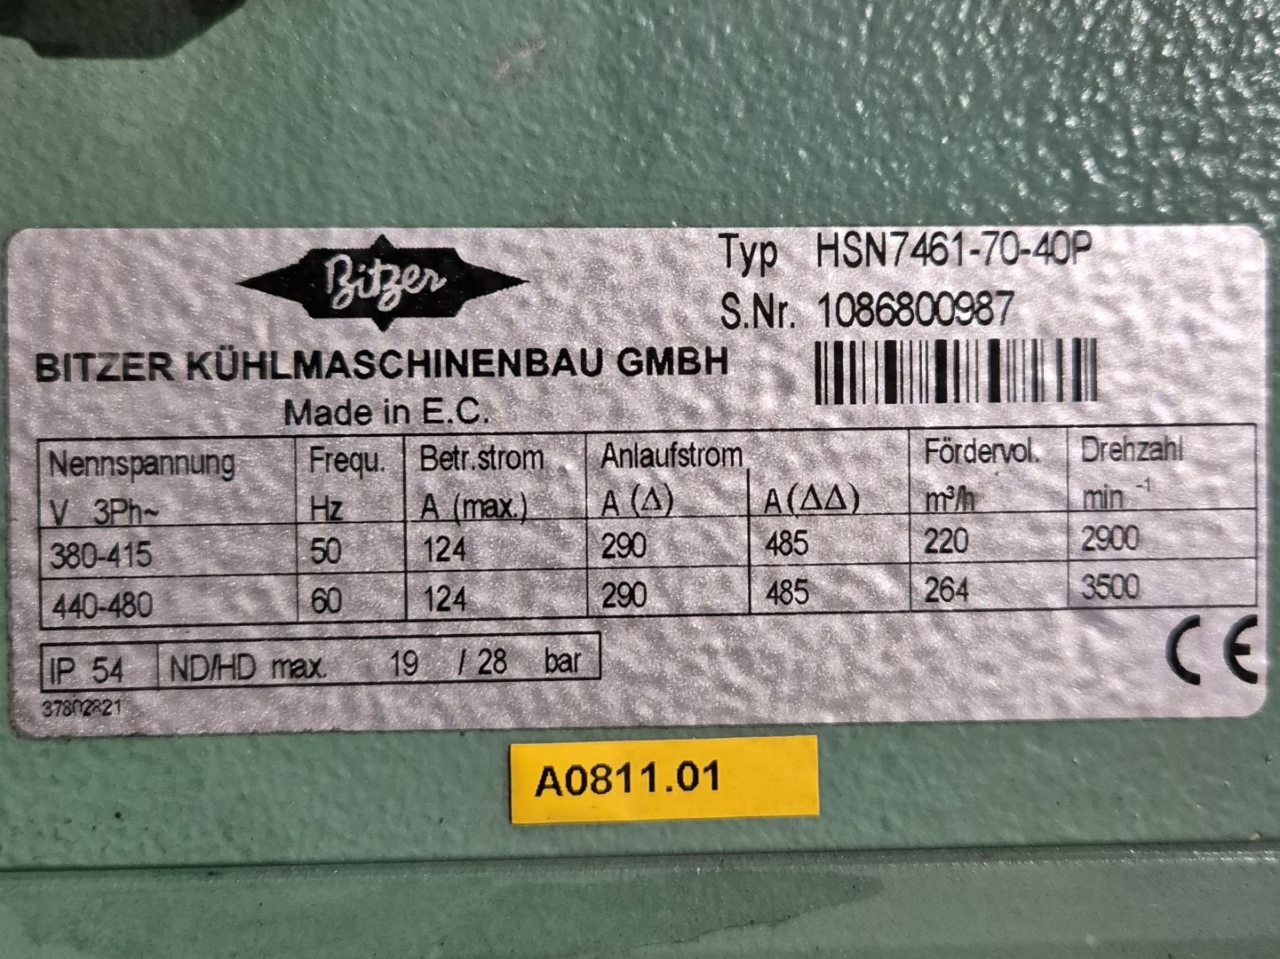 Bitzer
Typ HSN7461-70-40P
S.Nr. 1086800987
BITZER KÜHLMASCHINENBAU GMBH
Made in E.C.
Nennspannung Frequ. Betr.strom Anlaufstrom Fördervol. Drehzahl
V 3Ph~ Hz A (max.) A (Δ) A (ΔΔ) m³/h min ⁻¹
380-415 50 124 290 485 220 2900
440-480 60 124 290 485 264 3500
IP 54 ND/HD max. 19 / 28 bar
CE
37802821
A0811.01